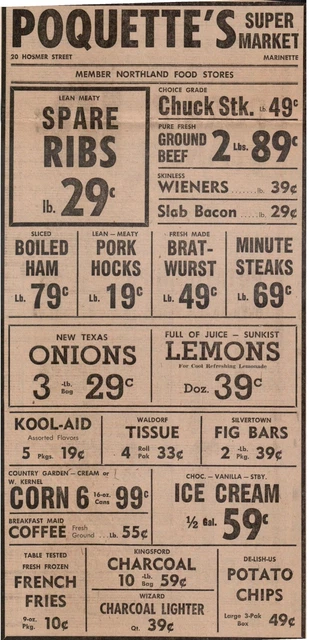 POQUETTE'S SUPER MARKET
20 HOSMER STREET MARINETTE
MEMBER NORTHLAND FOOD STORES
LEAN MEATY
SPARE
RIBS
lb. 29¢
CHOICE GRADE
Chuck Stk. Lb. 49¢
PURE FRESH
GROUND BEEF 2 Lbs. 89¢
SKINLESS
WIENERS ....... lb. 39¢
Slab Bacon ..... lb. 29¢
SLICED
BOILED
HAM
Lb. 79¢
LEAN - MEATY
PORK
HOCKS
Lb. 19¢
FRESH MADE
BRAT-
WURST
Lb. 49¢
MINUTE
STEAKS
Lb. 69¢
NEW TEXAS
ONIONS
3 -Lb. Bag 29¢
FULL OF JUICE - SUNKIST
LEMONS
For Cool Refreshing Lemonade
Doz. 39¢
KOOL-AID
Assorted Flavors
5 Pkgs. 19¢
WALDORF
TISSUE
4 Roll Pak 33¢
SILVERTOWN
FIG BARS
2 -Lb. Pkg. 39¢
COUNTRY GARDEN - CREAM or
W. KERNEL
CORN 6 16-oz. Cans 99¢
BREAKFAST MAID
COFFEE Fresh Ground .. Lb. 55¢
CHOC. - VANILLA - STBY.
ICE CREAM
½ Gal. 59¢
TABLE TESTED
FRESH FROZEN
FRENCH
FRIES
9-oz. Pkg. 10¢
KINGSFORD
CHARCOAL
10 -Lb. Bag 59¢
WIZARD
CHARCOAL LIGHTER
Qt. 39¢
DE-LISH-US
POTATO
CHIPS
Large 3-Pak Box 49¢